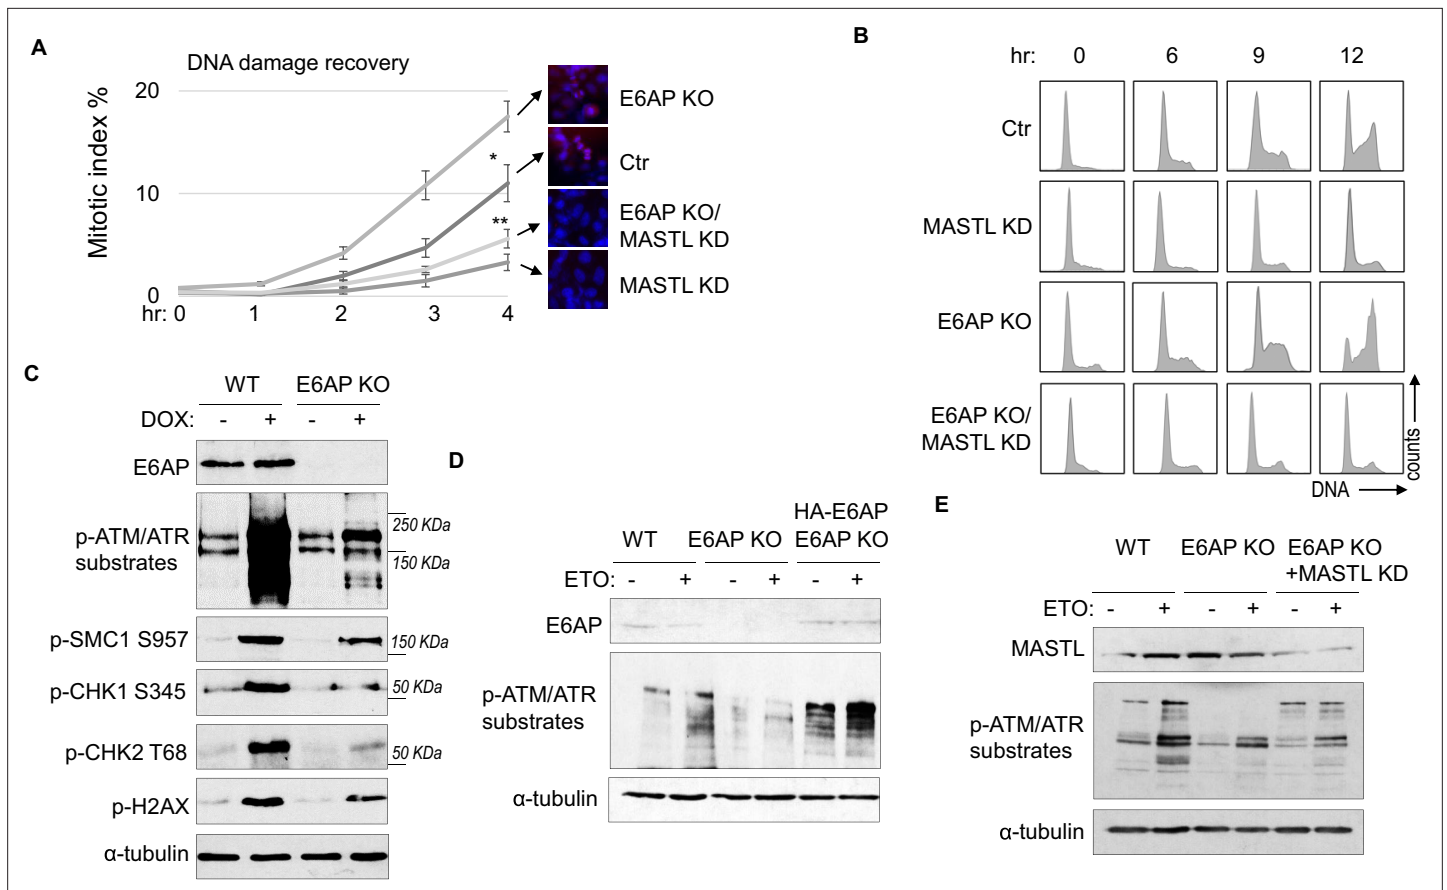 A
DNA damage recovery
Mitotic index %
20
10
0
hr: 0 1 2 3 4
*
**
E6AP KO
Ctr
E6AP KO/
MASTL KD
MASTL KD
B
hr: 0 6 9 12
Ctr
MASTL KD
E6AP KO
E6AP KO/
MASTL KD
counts
DNA
C
WT E6AP KO
DOX: - + - +
E6AP
p-ATM/ATR
substrates
250 KDa
150 KDa
p-SMC1 S957
150 KDa
p-CHK1 S345
50 KDa
p-CHK2 T68
50 KDa
p-H2AX
α-tubulin
D
HA-E6AP
WT E6AP KO E6AP KO
ETO: - + - + - +
E6AP
p-ATM/ATR
substrates
α-tubulin
E
WT E6AP KO E6AP KO
+MASTL KD
ETO: - + - + - +
MASTL
p-ATM/ATR
substrates
α-tubulin